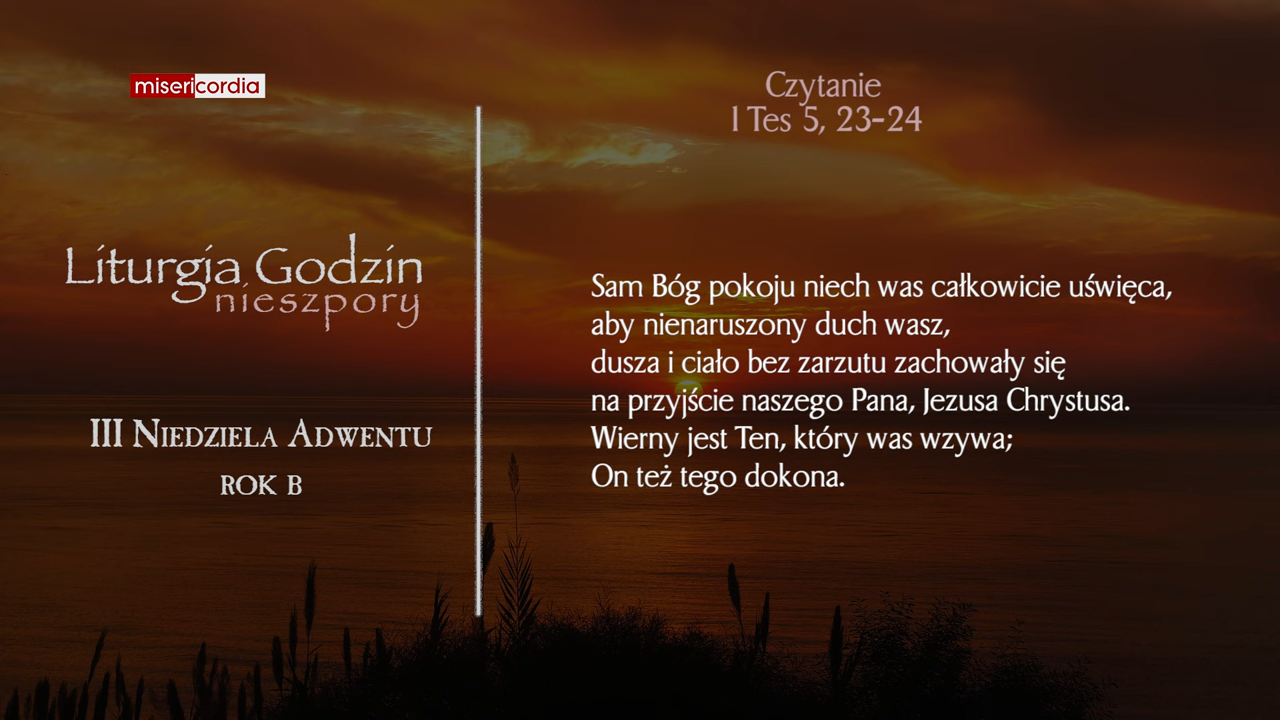 misericordia
Liturgia Godzin
nieszpory
III Niedziela Adwentu
rok B
Czytanie
1 Tes 5, 23-24
Sam Bóg pokoju niech was całkowicie uświęca,
aby nienaruszony duch wasz,
dusza i ciało bez zarzutu zachowały się
na przyjście naszego Pana, Jezusa Chrystusa.
Wierny jest Ten, który was wzywa;
On też tego dokona.